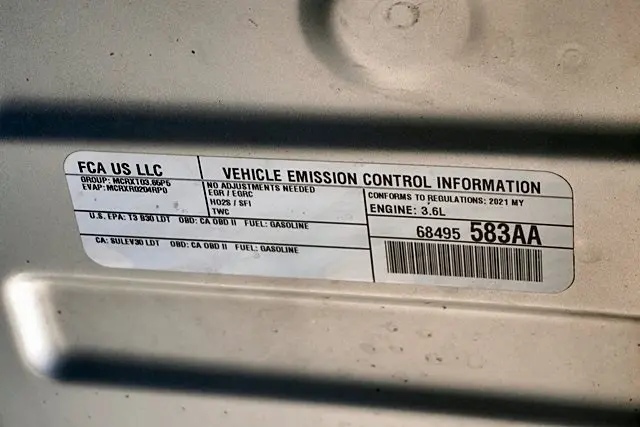 FCA US LLC
GROUP: MCRXT03.65P5
EVAP: MCRXR0204RP0
VEHICLE EMISSION CONTROL INFORMATION
NO ADJUSTMENTS NEEDED
EGR / EGRC
HO2S / SFI
TWC
CONFORMS TO REGULATIONS: 2021 MY
ENGINE: 3.6L
U.S. EPA: T3 B30 LDT OBD: CA OBD II FUEL: GASOLINE
CA: SULEV30 LDT OBD: CA OBD II FUEL: GASOLINE
68495 583AA